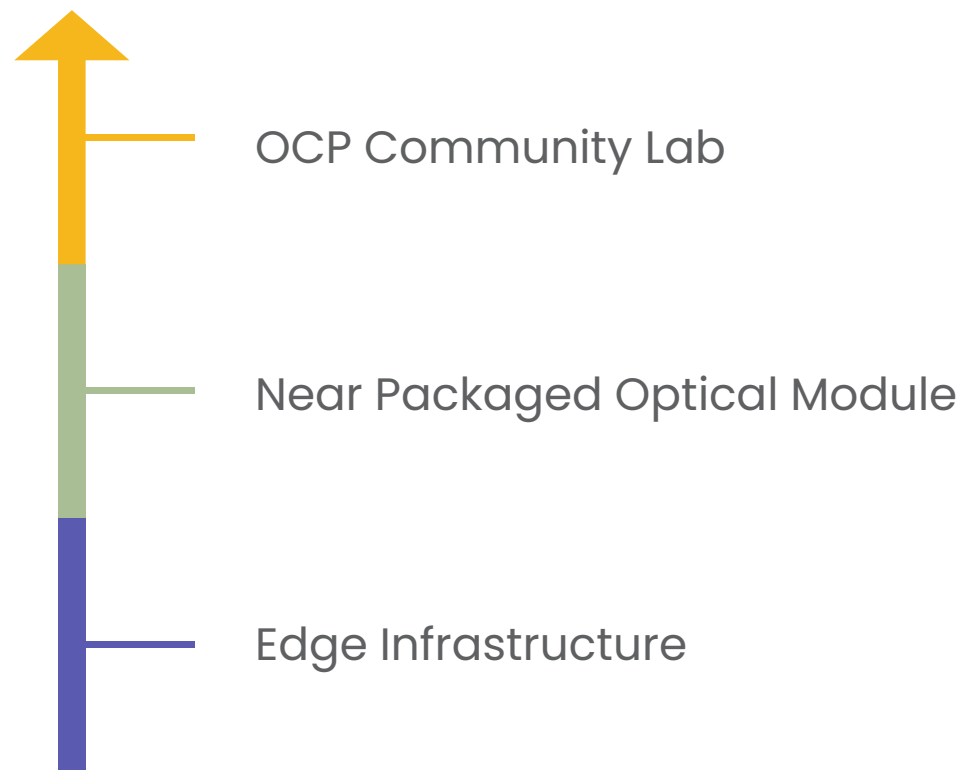 OCP Community Lab
Near Packaged Optical Module
Edge Infrastructure